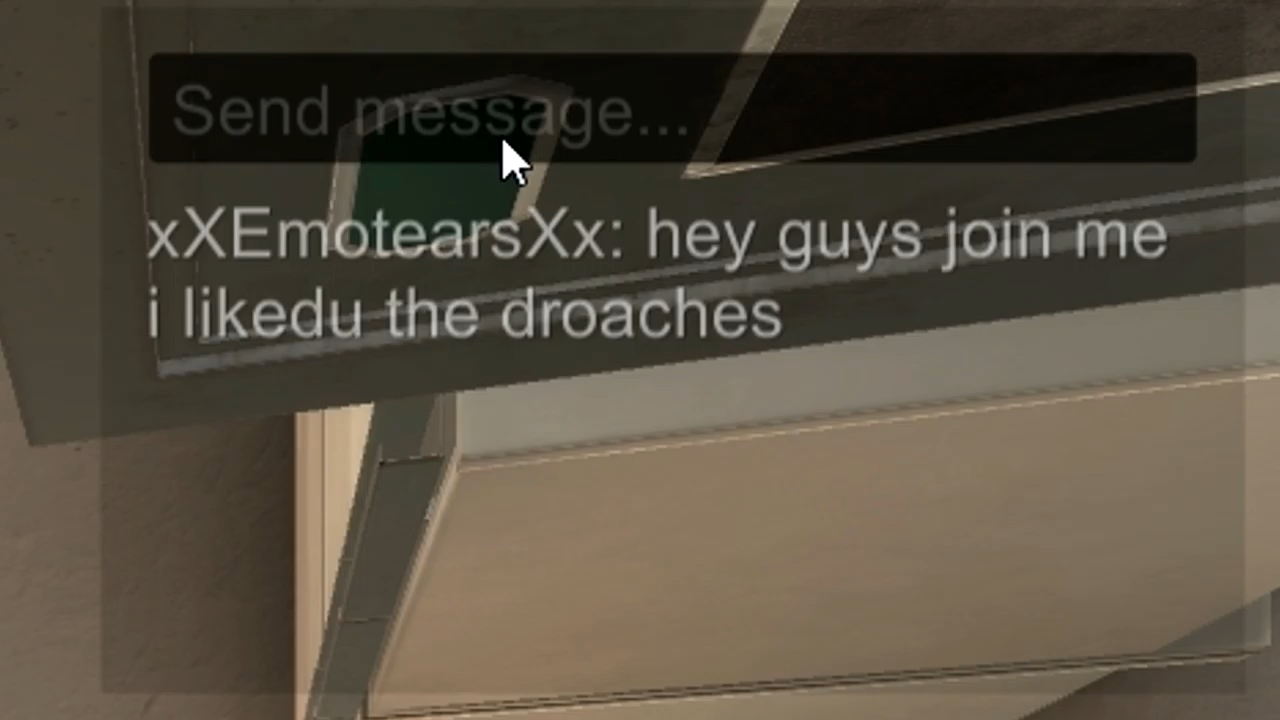 Send message...
xXEmotearsXx: hey guys join me
i likedu the droaches